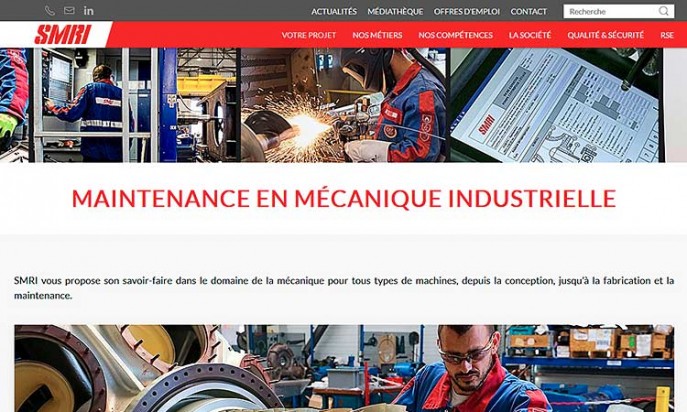 ACTUALITÉS MÉDIATHÈQUE OFFRES D'EMPLOI CONTACT Recherche
SMRI
VOTRE PROJET NOS MÉTIERS NOS COMPÉTENCES LA SOCIÉTÉ QUALITÉ & SÉCURITÉ RSE
SMRI
MAINTENANCE EN MÉCANIQUE INDUSTRIELLE
SMRI vous propose son savoir-faire dans le domaine de la mécanique pour tous types de machines, depuis la conception, jusqu'à la fabrication et la
maintenance.